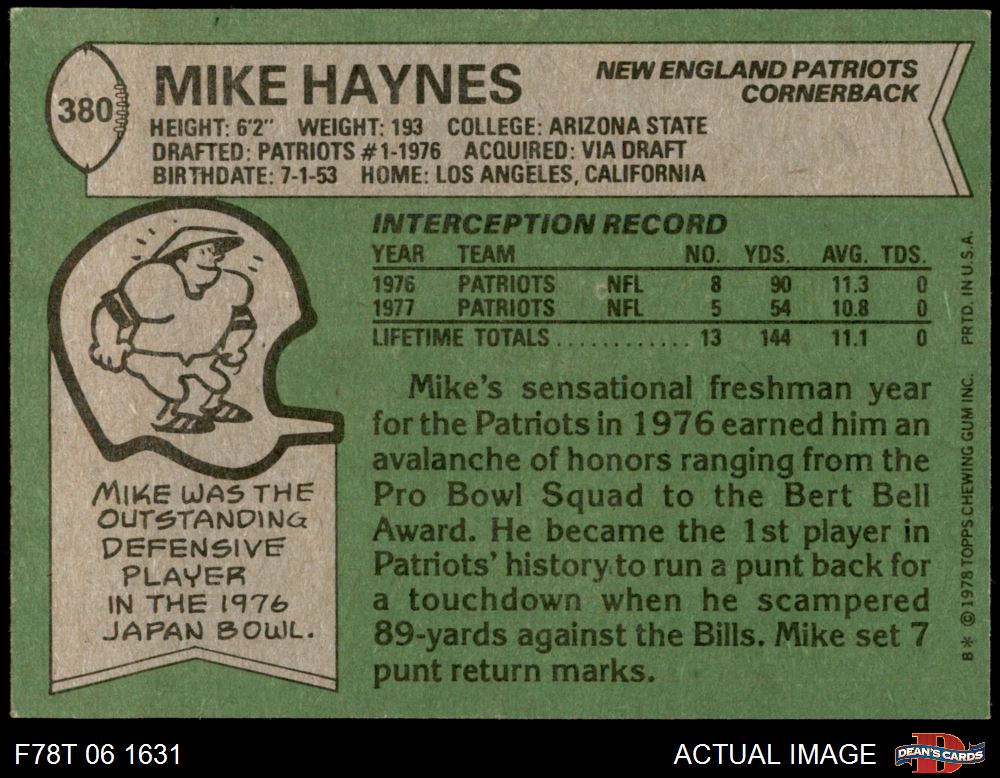 380
MIKE HAYNES
NEW ENGLAND PATRIOTS
CORNERBACK
HEIGHT: 6'2" WEIGHT: 193 COLLEGE: ARIZONA STATE
DRAFTED: PATRIOTS #1-1976 ACQUIRED: VIA DRAFT
BIRTHDATE: 7-1-53 HOME: LOS ANGELES, CALIFORNIA
INTERCEPTION RECORD
YEAR TEAM NO. YDS. AVG. TDS.
1976 PATRIOTS NFL 8 90 11.3 0
1977 PATRIOTS NFL 5 54 10.8 0
LIFETIME TOTALS ............ 13 144 11.1 0
Mike's sensational freshman year
for the Patriots in 1976 earned him an
avalanche of honors ranging from the
Pro Bowl Squad to the Bert Bell
Award. He became the 1st player in
Patriots' history to run a punt back for
a touchdown when he scampered
89-yards against the Bills. Mike set 7
punt return marks.
MIKE WAS THE
OUTSTANDING
DEFENSIVE
PLAYER
IN THE 1976
JAPAN BOWL.
B* ©1978 TOPPS CHEWING GUM INC. PRTD. IN U.S.A.
F78T 06 1631
ACTUAL IMAGE
DEAN'S CARDS